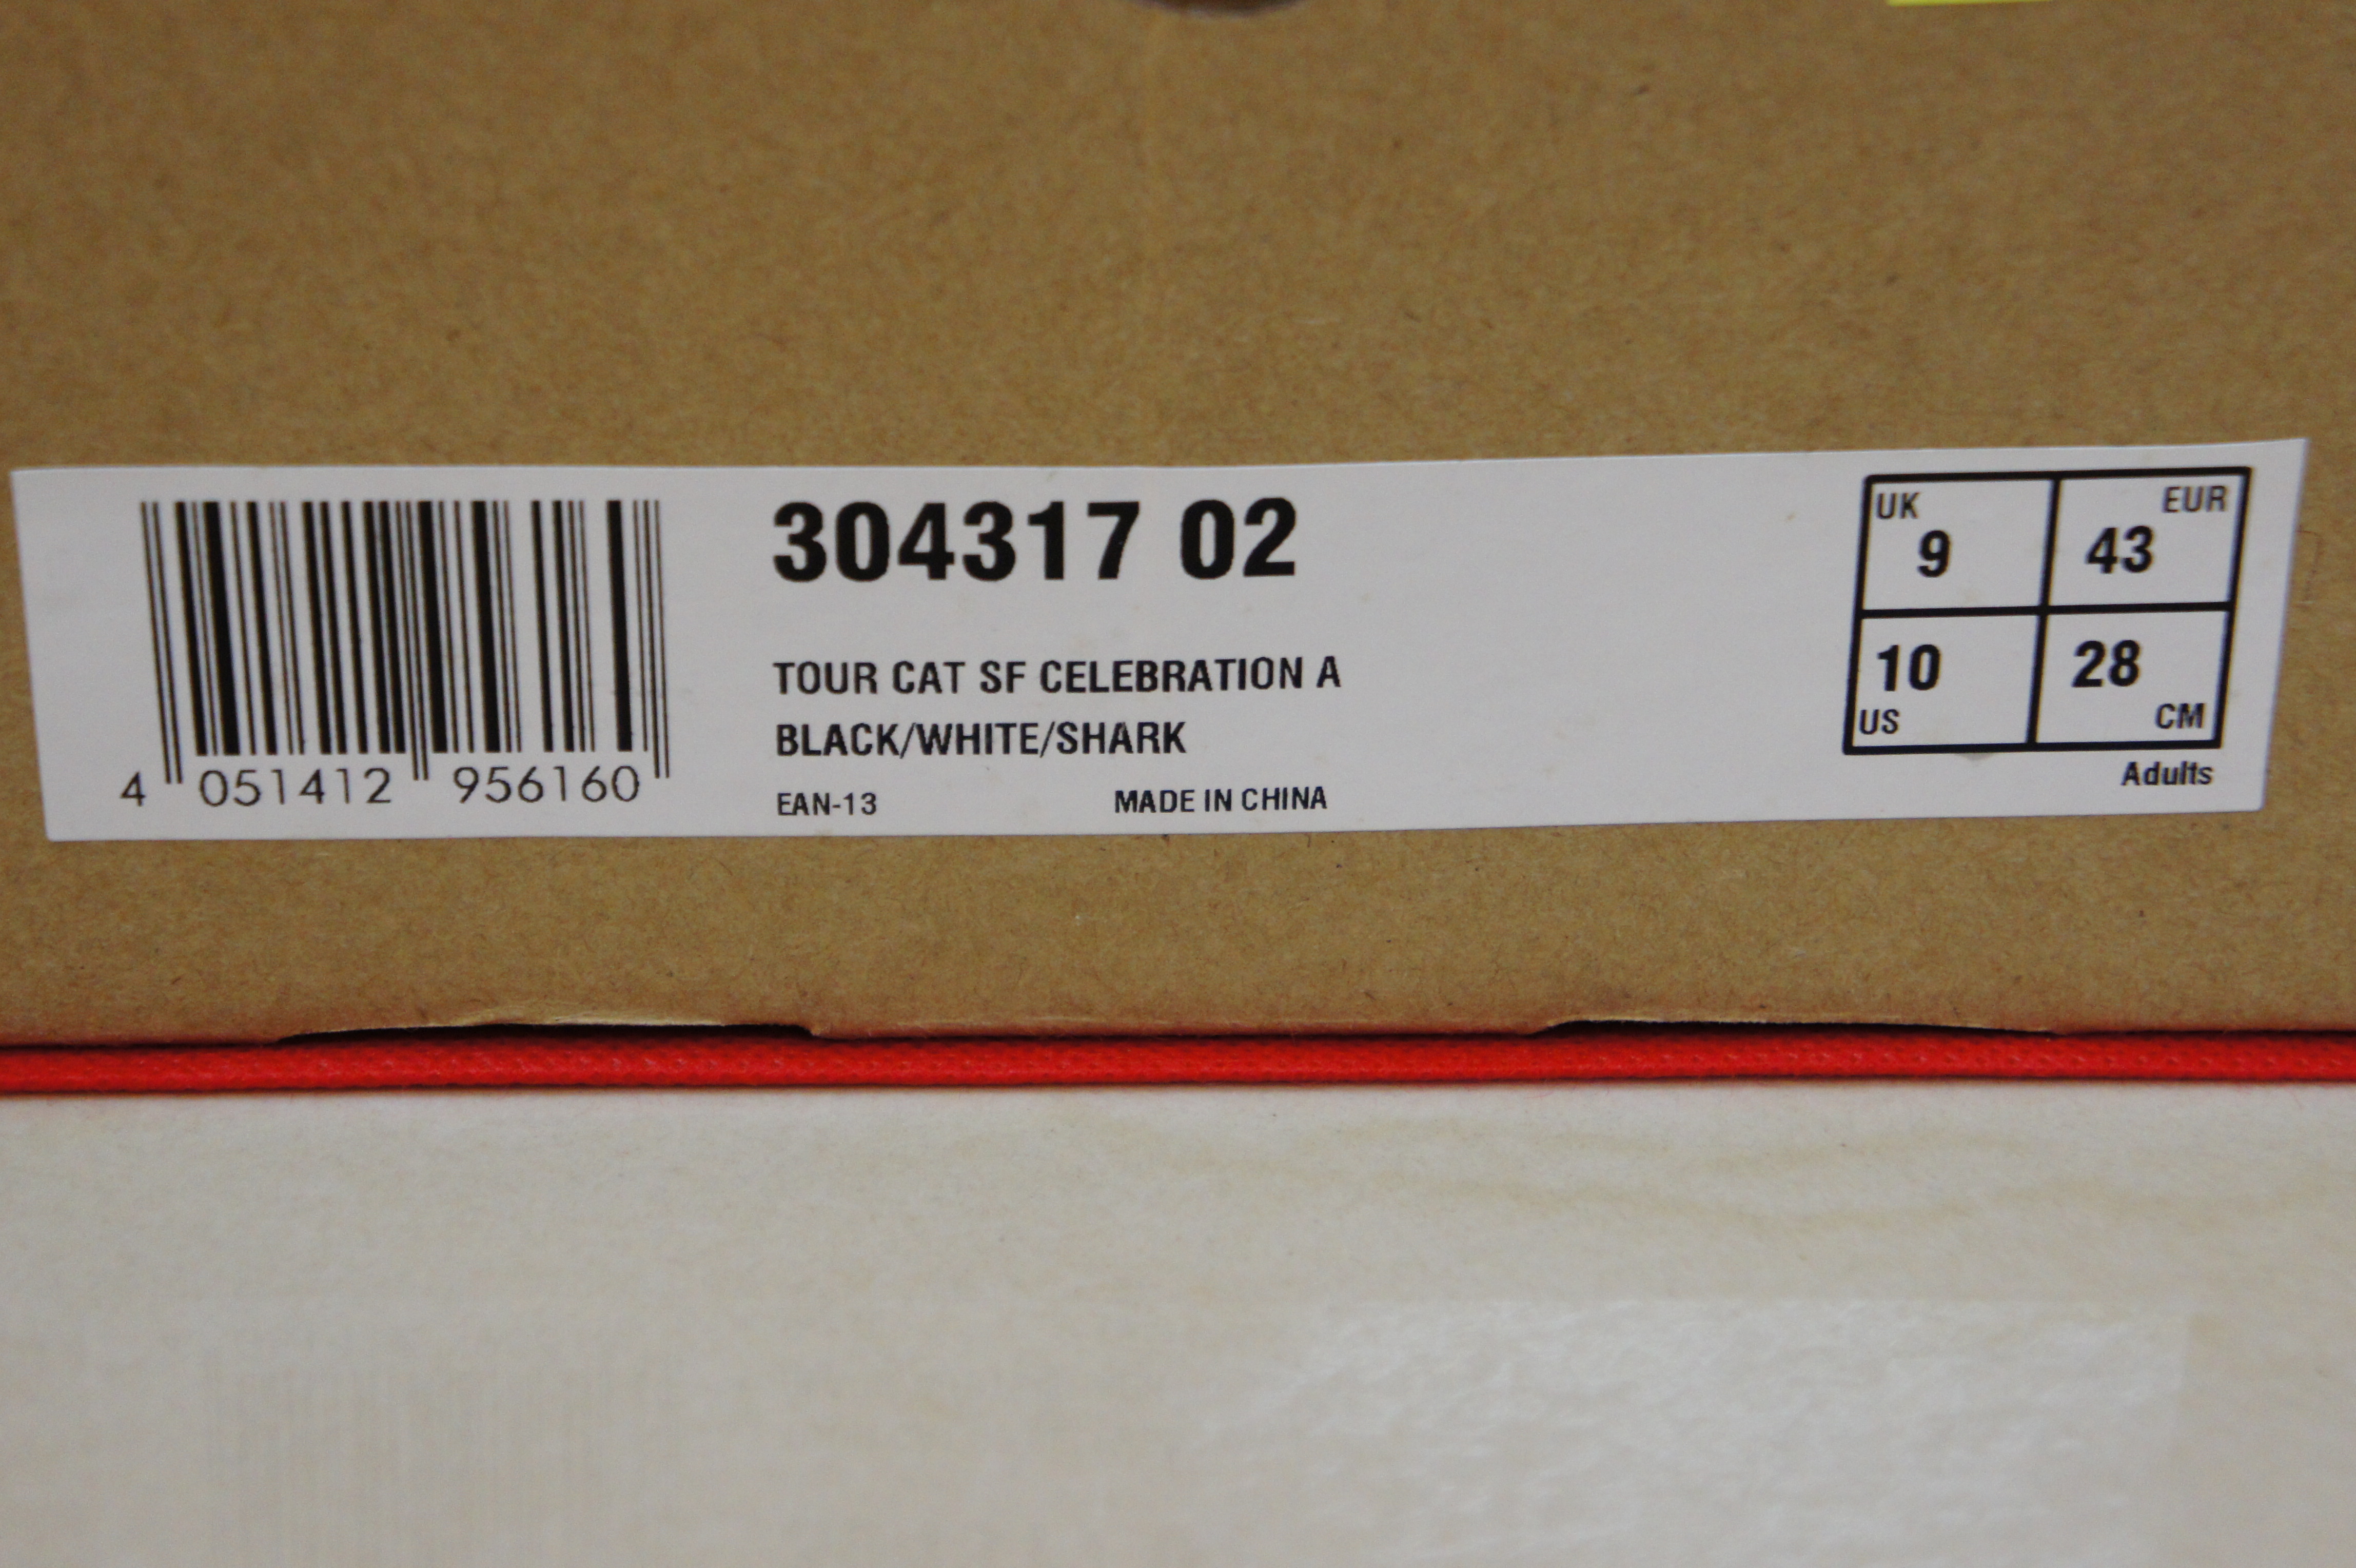 304317 02
TOUR CAT SF CELEBRATION A
BLACK/WHITE/SHARK
EAN-13 MADE IN CHINA
4 051412 956160
UK 9
EUR 43
10 US
28 CM
Adults